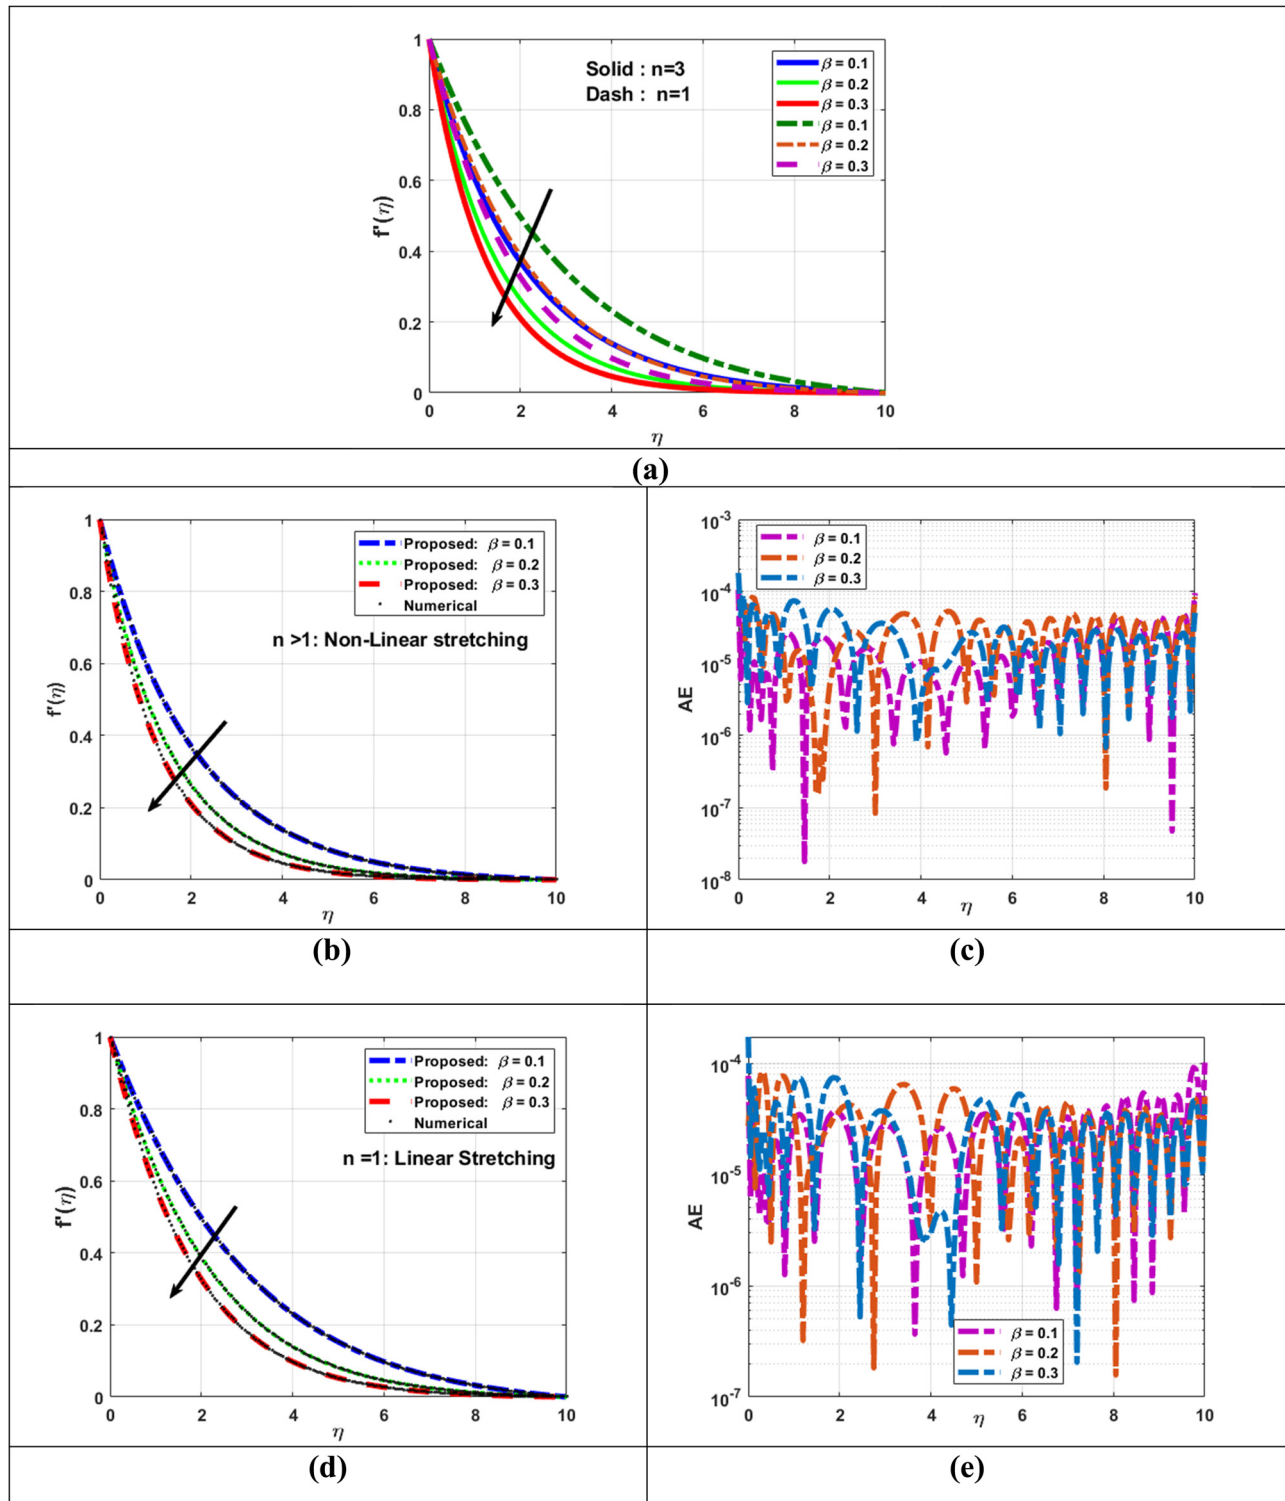 1
0.8
0.6
0.4
0.2
0
f'(η)
Solid : n=3
Dash : n=1
β = 0.1
β = 0.2
β = 0.3
β = 0.1
β = 0.2
β = 0.3
0 2 4 6 8 10
η
(a)
1
0.8
0.6
0.4
0.2
0
f'(η)
Proposed: β = 0.1
Proposed: β = 0.2
Proposed: β = 0.3
Numerical
n >1: Non-Linear stretching
0 2 4 6 8 10
η
(b)
10-3
10-4
10-5
10-6
10-7
10-8
AE
β = 0.1
β = 0.2
β = 0.3
0 2 4 6 8 10
η
(c)
1
0.8
0.6
0.4
0.2
0
f'(η)
Proposed: β = 0.1
Proposed: β = 0.2
Proposed: β = 0.3
Numerical
n =1: Linear Stretching
0 2 4 6 8 10
η
(d)
10-4
10-5
10-6
10-7
AE
β = 0.1
β = 0.2
β = 0.3
0 2 4 6 8 10
η
(e)